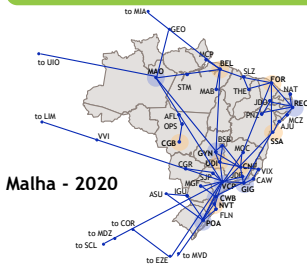 to MIA
GEO
to UIO
MCP
BEL
MAO
SLZ
FOR
STM
MAB
THE
NAT
JDO
REC
PNZ
MCZ
AJU
to LIM
AFL
OPS
SSA
VVI
CGB
BSB
GYN
MOC
UDI
CNF
CGR
VIX
SJP
JDF
CAW
Malha - 2020
MGF
VCP
GIG
ASU
IGU
CWB
NVT
FLN
to COR
POA
to MDZ
to SCL
to EZE
to MVD